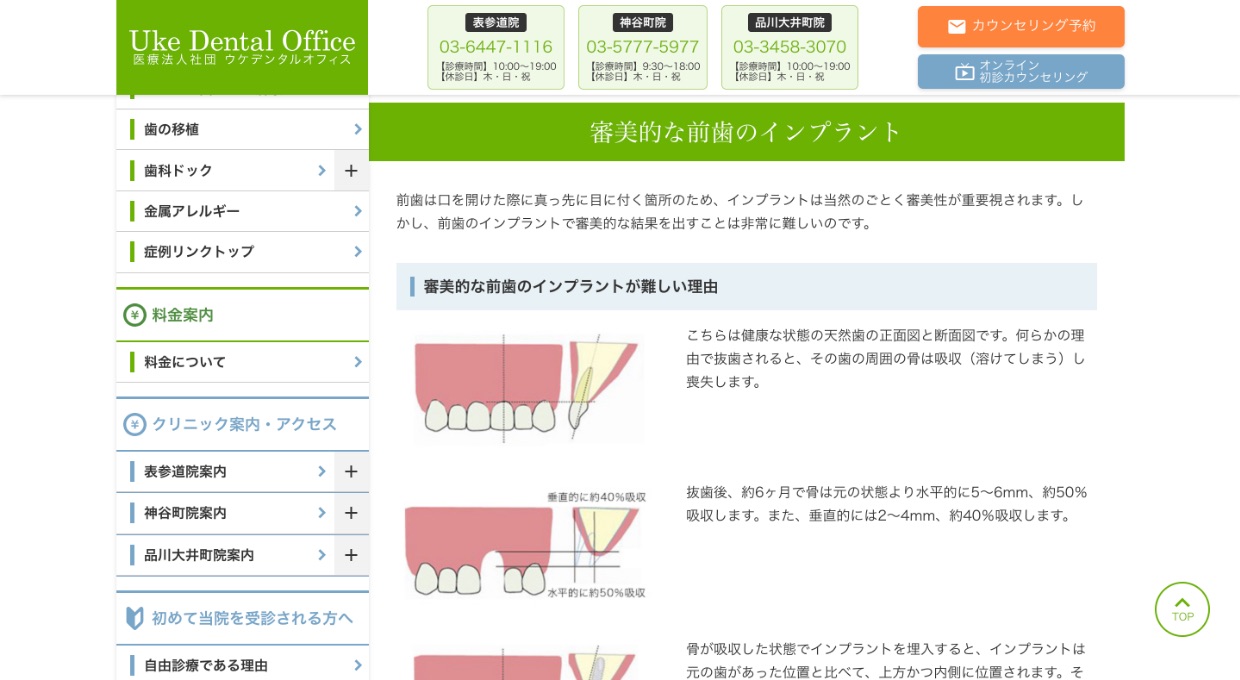 Uke Dental Office
医療法人社団 ウケデンタルオフィス
表参道院
03-6447-1116
【診療時間】10:00〜19:00
【休診日】木・日・祝
神谷町院
03-5777-5977
【診療時間】9:30〜18:00
【休診日】木・日・祝
品川大井町院
03-3458-3070
【診療時間】10:00〜19:00
【休診日】木・日・祝
カウンセリング予約
オンライン
初診カウンセリング
歯の移植
歯科ドック
金属アレルギー
症例リンクトップ
料金案内
料金について
クリニック案内・アクセス
表参道院案内
神谷町院案内
品川大井町院案内
初めて当院を受診される方へ
自由診療である理由
審美的な前歯のインプラント
前歯は口を開けた際に真っ先に目に付く箇所のため、インプラントは当然のごとく審美性が重要視されます。し
かし、前歯のインプラントで審美的な結果を出すことは非常に難しいのです。
審美的な前歯のインプラントが難しい理由
こちらは健康な状態の天然歯の正面図と断面図です。何らかの理
由で抜歯されると、その歯の周囲の骨は吸収（溶けてしまう）し
喪失します。
垂直的に約40%吸収
水平的に約50%吸収
抜歯後、約6ヶ月で骨は元の状態より水平的に5〜6mm、約50%
吸収します。また、垂直的には2〜4mm、約40%吸収します。
骨が吸収した状態でインプラントを埋入すると、インプラントは
元の歯があった位置と比べて、上方かつ内側に位置されます。そ
TOP